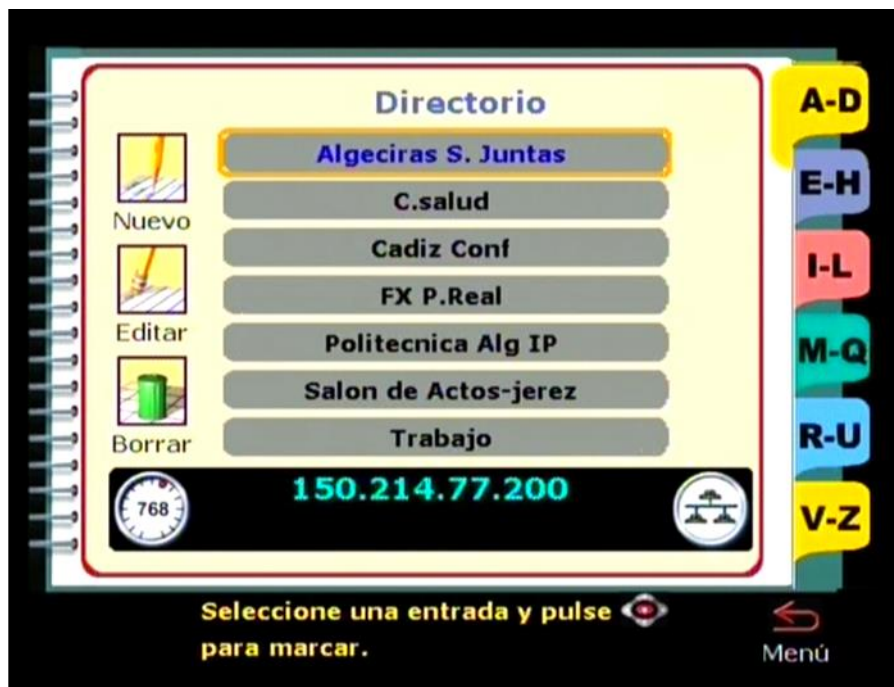 Directorio
A-D
E-H
I-L
M-Q
R-U
V-Z
Nuevo
Editar
Borrar
Algeciras S. Juntas
C.salud
Cadiz Conf
FX P.Real
Politecnica Alg IP
Salon de Actos-jerez
Trabajo
768
150.214.77.200
Seleccione una entrada y pulse
para marcar.
Menú